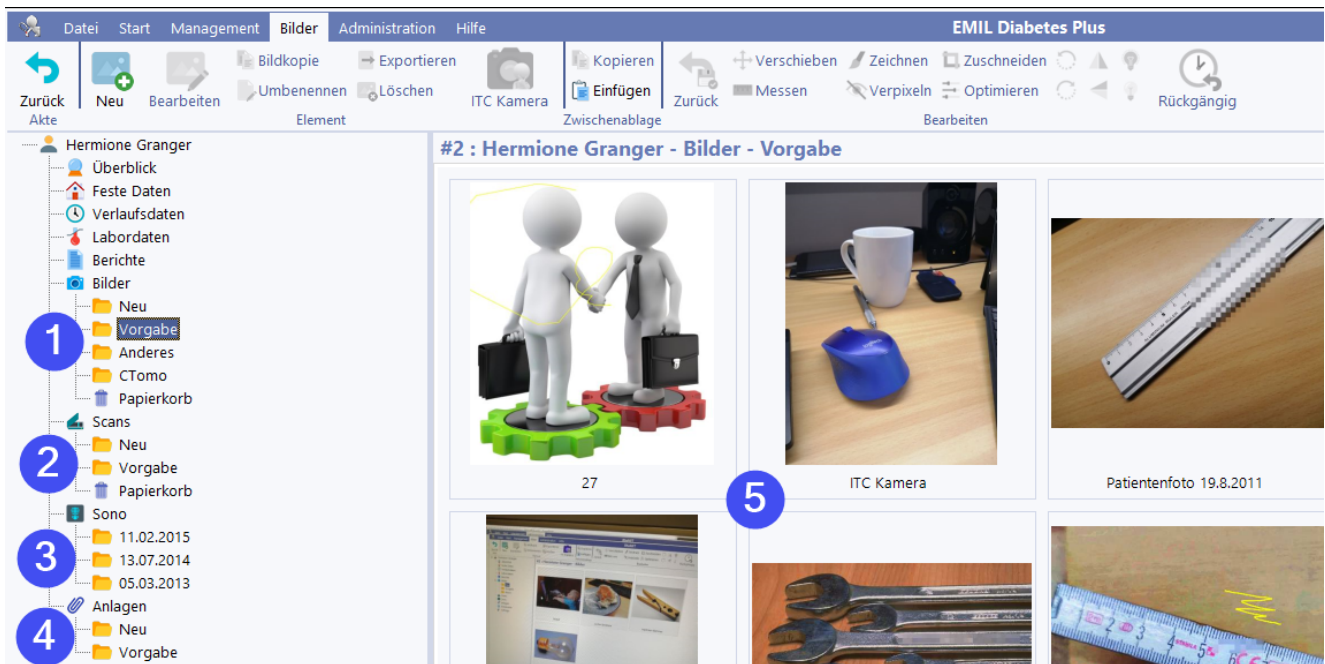 Datei Start Management Bilder Administration Hilfe EMIL Diabetes Plus
Zurück
Akte
Neu
Bearbeiten
Bildkopie
Umbenennen
Exportieren
Löschen
ITC Kamera
Element
Kopieren
Einfügen
Zwischenablage
Zurück
Verschieben
Messen
Zeichnen
Verpixeln
Zuschneiden
Optimieren
Rückgängig
Bearbeiten
Hermione Granger
Überblick
Feste Daten
Verlaufsdaten
Labordaten
Berichte
Bilder
Neu
1
Vorgabe
Anderes
CTomo
Papierkorb
Scans
Neu
2
Vorgabe
Papierkorb
Sono
11.02.2015
3
13.07.2014
05.03.2013
Anlagen
Neu
4
Vorgabe
#2 : Hermione Granger - Bilder - Vorgabe
27
5
ITC Kamera
Patientenfoto 19.8.2011